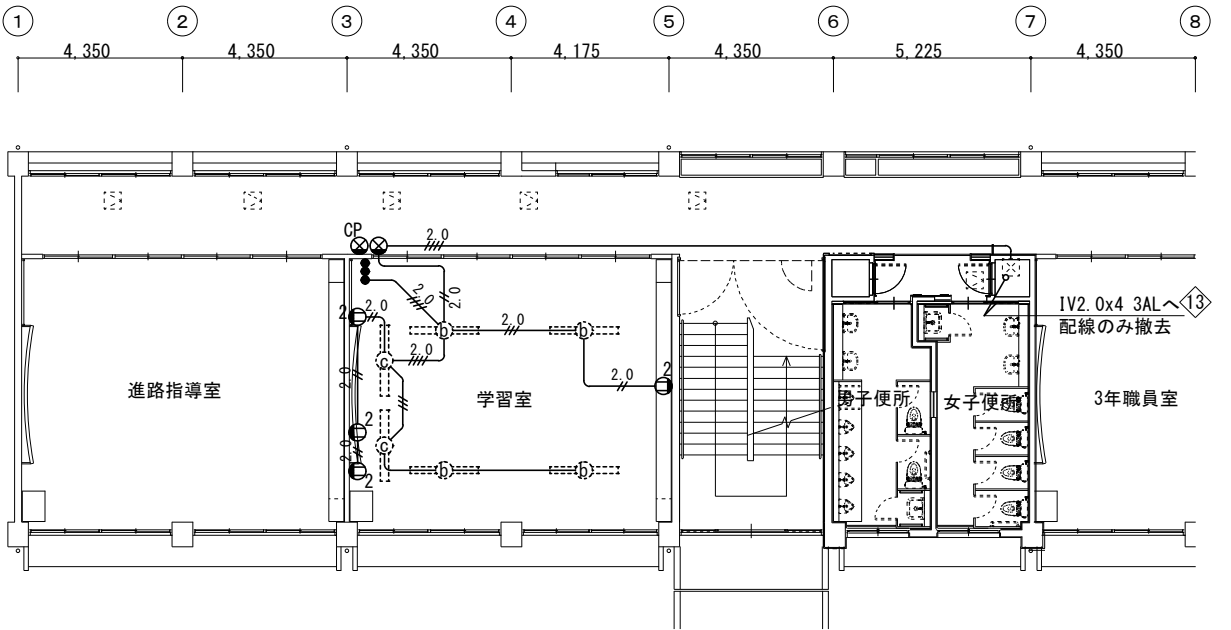 1 2 3 4 5 6 7 8
4,350 4,350 4,350 4,175 4,350 5,225 4,350
CP
2.0
2.0
2.0
IV2.0x4 3ALへ 13
配線のみ撤去
2 2.0
b 2.0 b
2.0
c
2.0
2.0 2
進路指導室
学習室
男子便所
女子便所
3年職員室
2
c
2.0
b b
2